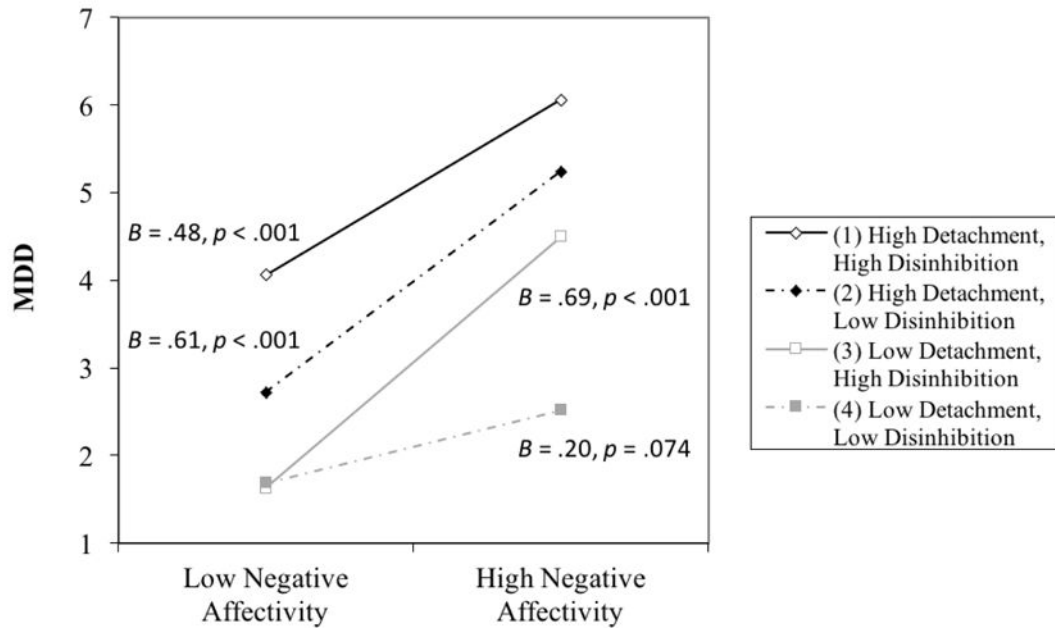 7
6
5
4
3
2
1
MDD
B = .48, p < .001
B = .61, p < .001
B = .69, p < .001
B = .20, p = .074
Low Negative
Affectivity
High Negative
Affectivity
(1) High Detachment,
High Disinhibition
(2) High Detachment,
Low Disinhibition
(3) Low Detachment,
High Disinhibition
(4) Low Detachment,
Low Disinhibition